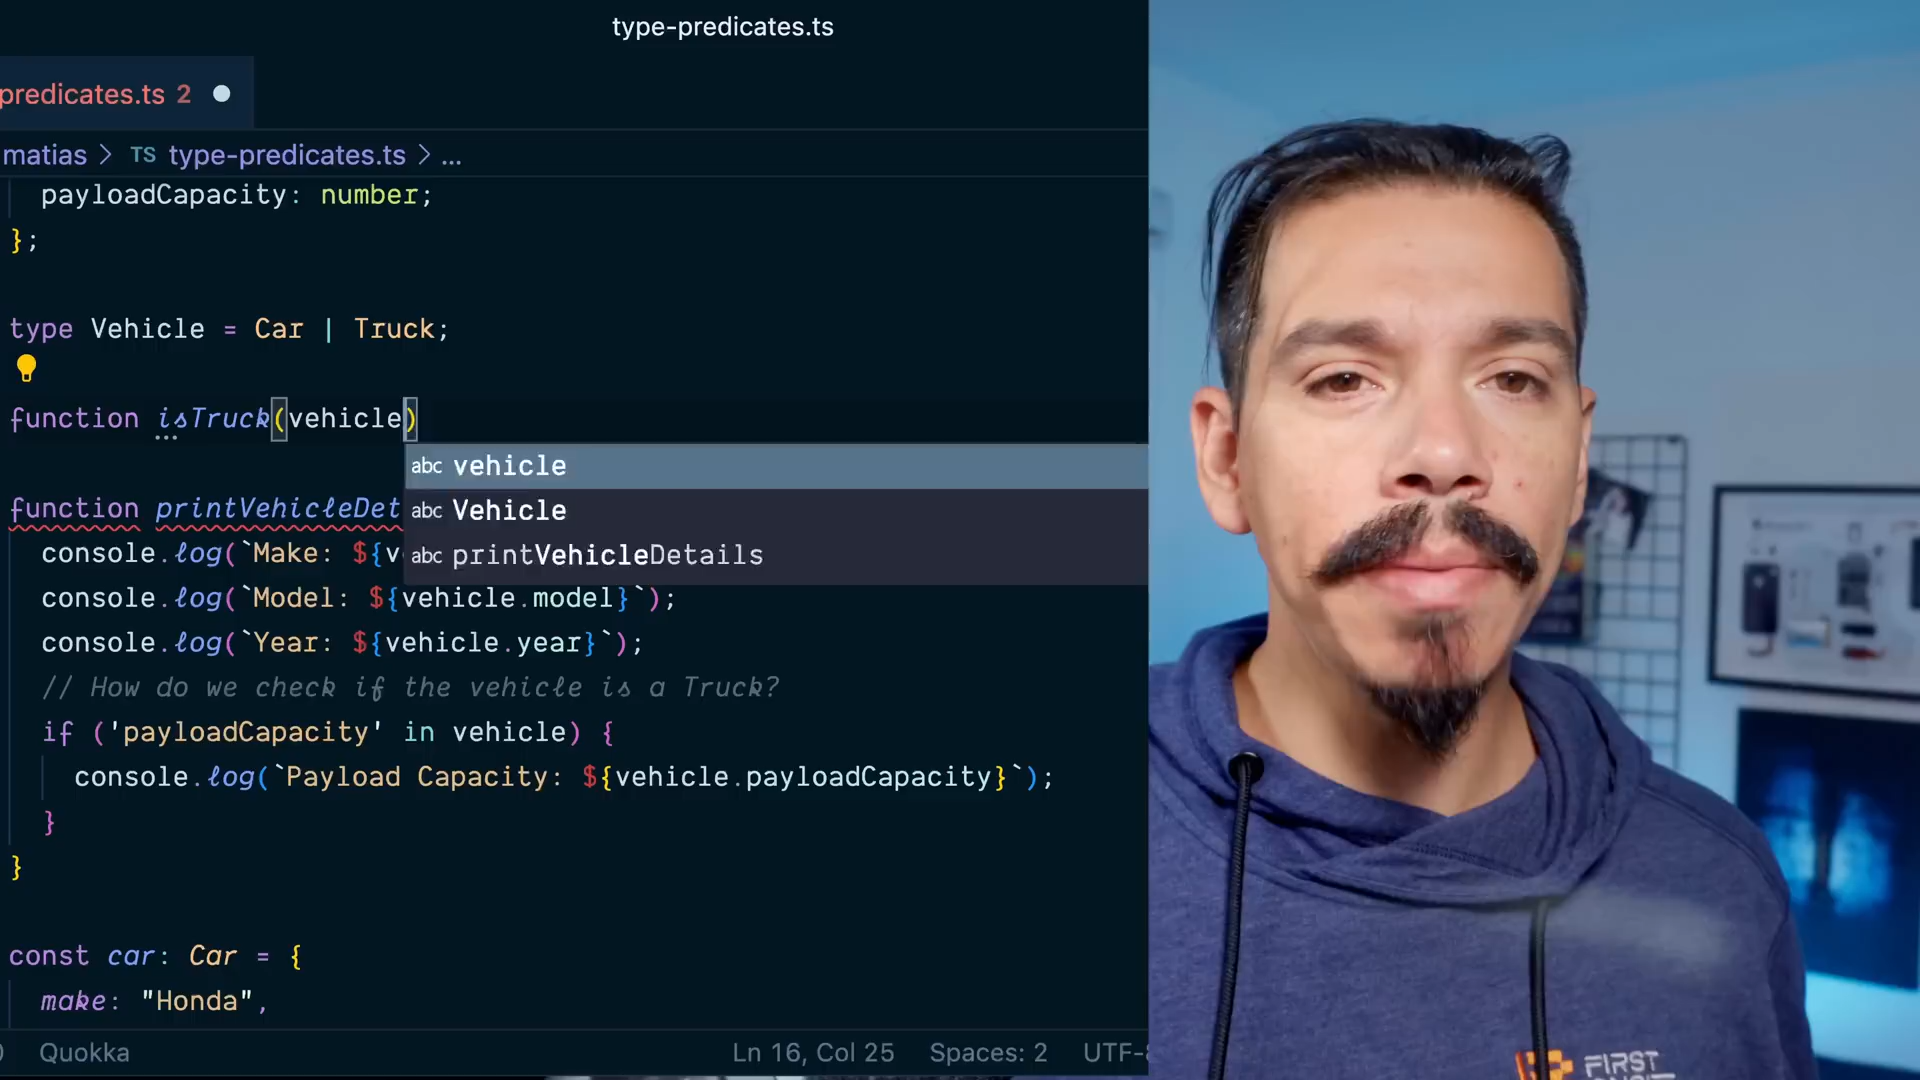 type-predicates.ts
predicates.ts 2
matias > TS type-predicates.ts > ...
payloadCapacity: number;
};
type Vehicle = Car | Truck;
function isTruck(vehicle)
abc vehicle
abc Vehicle
abc printVehicleDetails
function printVehicleDet
console.log(`Make: ${v
console.log(`Model: ${vehicle.model}`);
console.log(`Year: ${vehicle.year}`);
// How do we check if the vehicle is a Truck?
if ('payloadCapacity' in vehicle) {
console.log(`Payload Capacity: ${vehicle.payloadCapacity}`);
}
}
const car: Car = {
make: "Honda",
Quokka
Ln 16, Col 25
Spaces: 2
UTF-8
FIRST